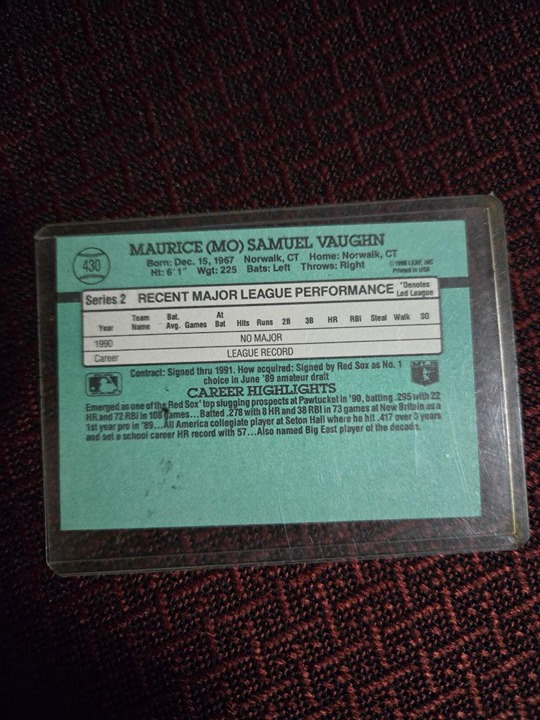 430
MAURICE (MO) SAMUEL VAUGHN
Born: Dec. 15, 1967 Norwalk, CT Home: Norwalk, CT
Ht: 6'1" Wgt: 225 Bats: Left Throws: Right
© 1990 LEAF, INC
Printed in USA
Series 2 RECENT MAJOR LEAGUE PERFORMANCE *Denotes Led League
Year Team Name Bat. Avg. Games At Bat Hits Runs 2B 3B HR RBI Steal Walk SO
1990 NO MAJOR
Career LEAGUE RECORD
Contract: Signed thru 1991. How acquired: Signed by Red Sox as No. 1
choice in June '89 amateur draft
CAREER HIGHLIGHTS
Emerged as one of the Red Sox' top slugging prospects at Pawtucket in '90, batting .295 with 22
HR and 72 RBI in 108 games...Batted .278 with 8 HR and 38 RBI in 73 games at New Britain as a
1st year pro in '89...All America collegiate player at Seton Hall where he hit .417 over 3 years
and set a school career HR record with 57...Also named Big East player of the decade.